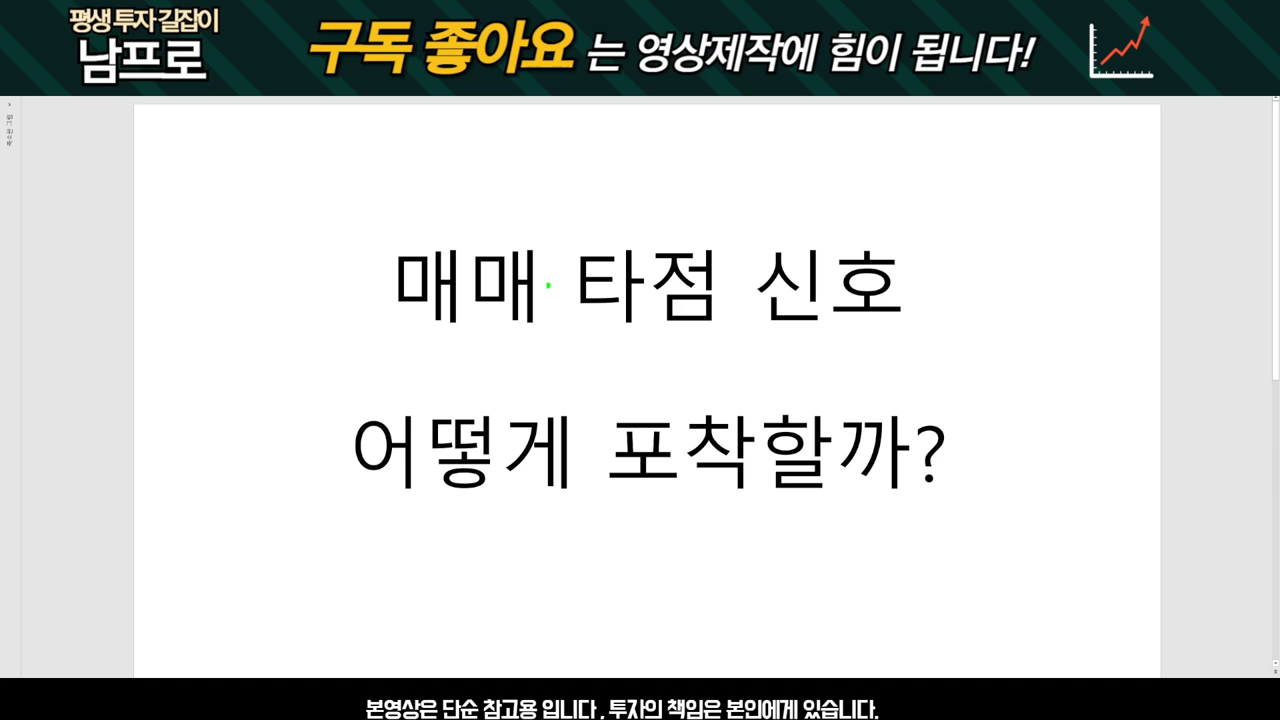 평생 투자 길잡이
남프로
구독 좋아요 는 영상제작에 힘이 됩니다!
매매 타점 신호
어떻게 포착할까?
본영상은 단순 참고용 입니다 , 투자의 책임은 본인에게 있습니다.